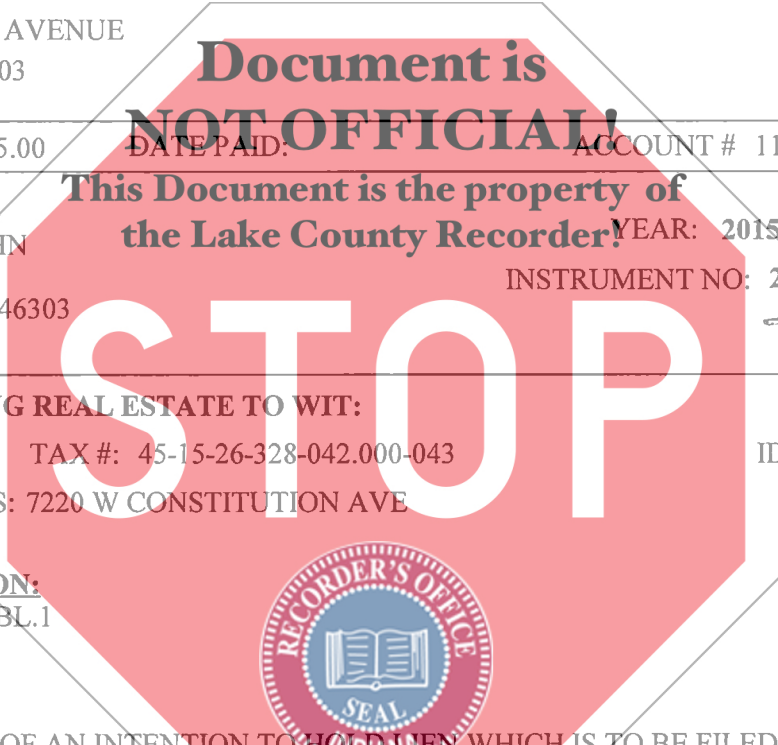 AVENUE
Document is
03
NOT OFFICIAL!
5.00 DATE PAID: ACCOUNT # 11
This Document is the property of
the Lake County Recorder!
HN YEAR: 2015
INSTRUMENT NO: 2
46303
STOP
G REAL ESTATE TO WIT:
TAX #: 45-15-26-328-042.000-043 ID
S: 7220 W CONSTITUTION AVE
ON:
BL.1
RECORDER'S OFFICE
SEAL
OF AN INTENTION TO HOLD LIEN WHICH IS TO BE FILED